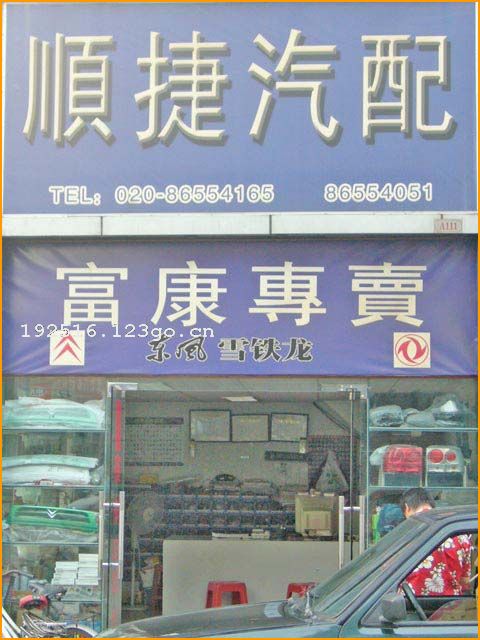 順捷汽配
TEL: 020-86554165 86554051
A111
富康專賣
192516.123go.cn
东风 雪铁龙